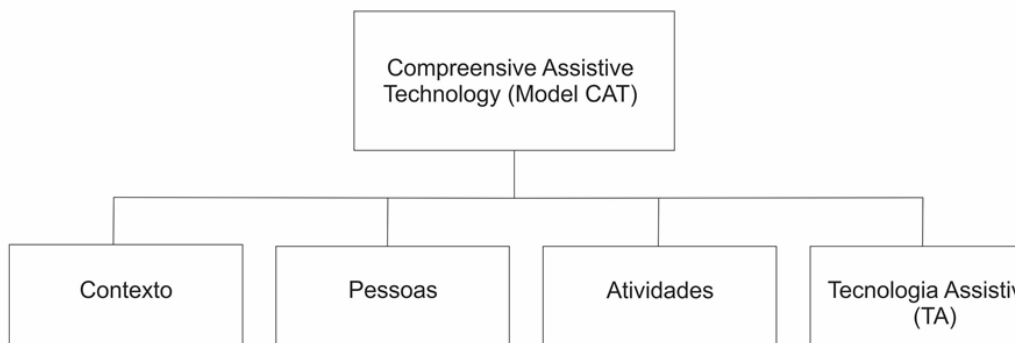 Compreensive Assistive
Technology (Model CAT)
Contexto
Pessoas
Atividades
Tecnologia Assistiv
(TA)